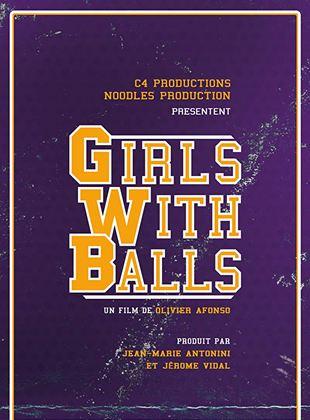 C4 PRODUCTIONS
NOODLES PRODUCTION
PRESENTENT
GIRLS
WITH
BALLS
UN FILM DE OLIVIER AFONSO
PRODUIT PAR
JEAN-MARIE ANTONINI
ET JÉROME VIDAL